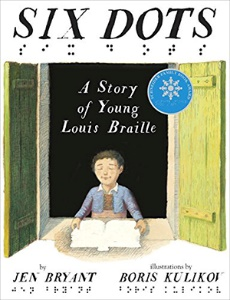 SIX DOTS
A Story
of Young
Louis Braille
by
JEN BRYANT
illustrations by
BORIS KULIKOV